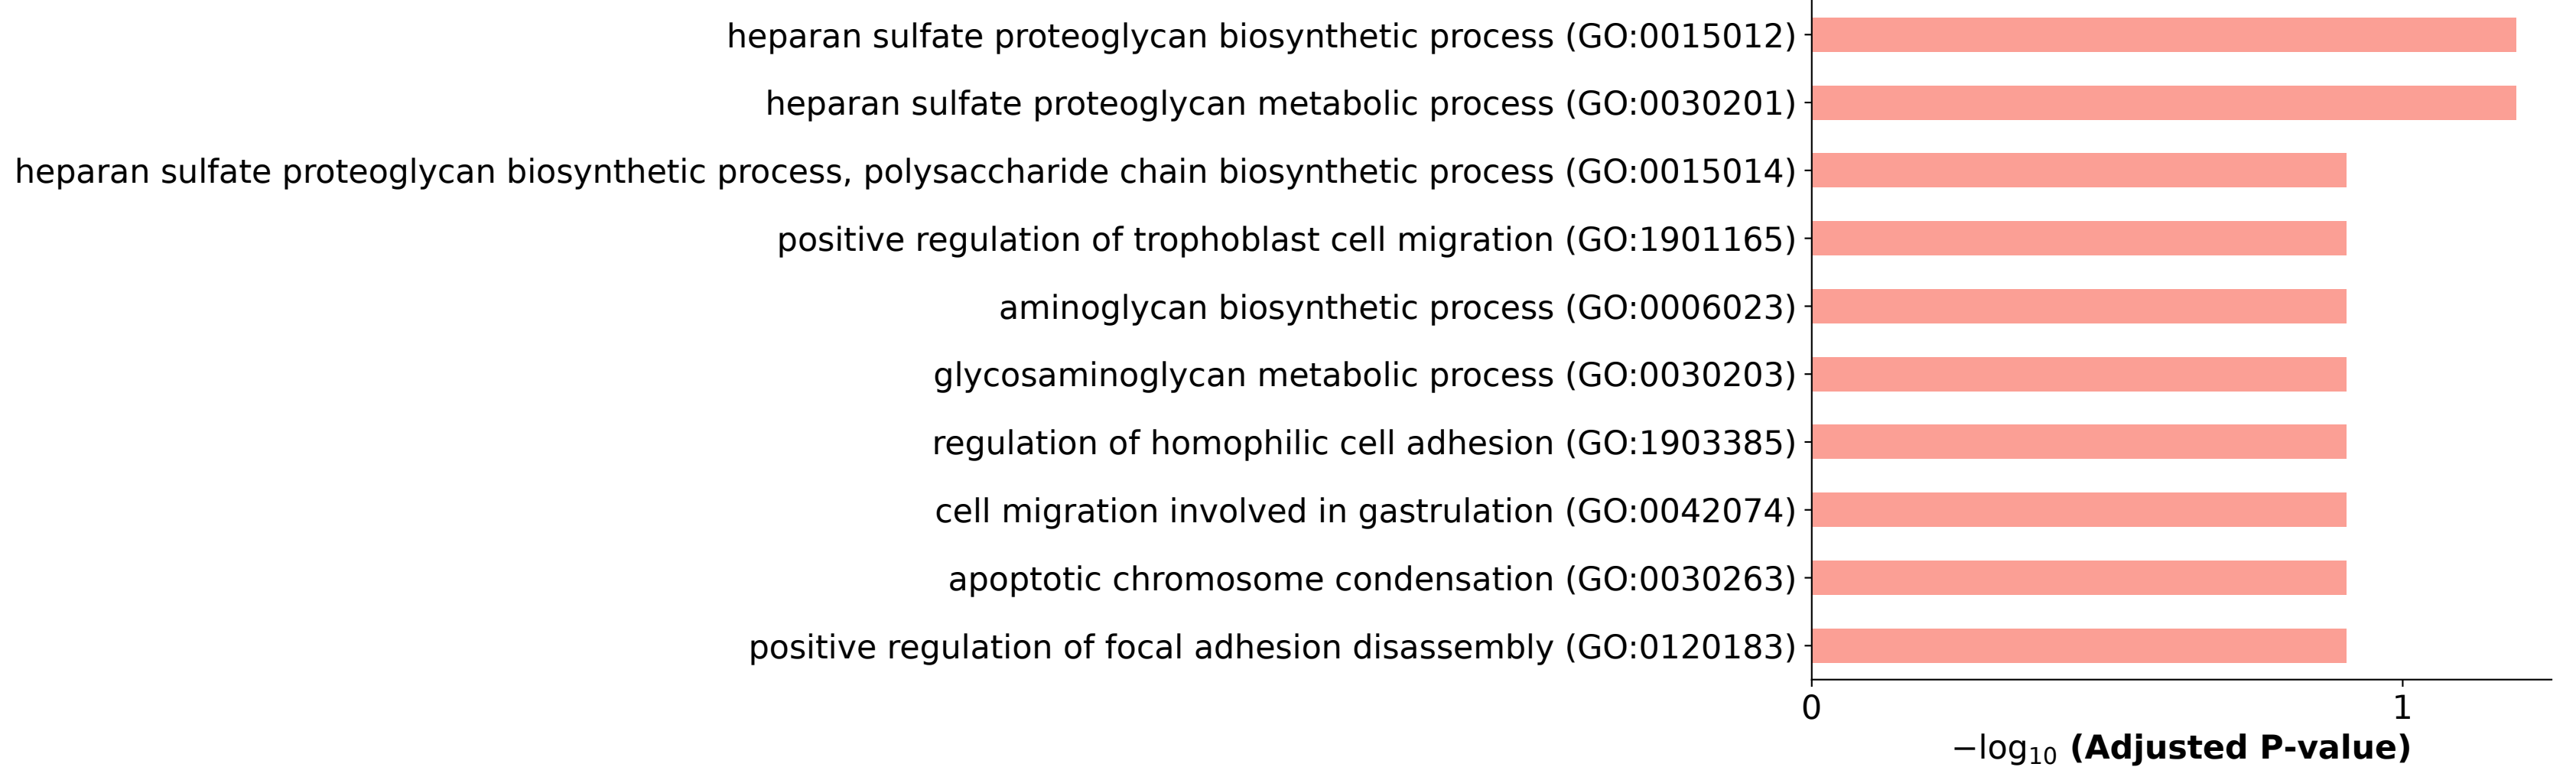 heparan sulfate proteoglycan biosynthetic process (GO:0015012)
heparan sulfate proteoglycan metabolic process (GO:0030201)
heparan sulfate proteoglycan biosynthetic process, polysaccharide chain biosynthetic process (GO:0015014)
positive regulation of trophoblast cell migration (GO:1901165)
aminoglycan biosynthetic process (GO:0006023)
glycosaminoglycan metabolic process (GO:0030203)
regulation of homophilic cell adhesion (GO:1903385)
cell migration involved in gastrulation (GO:0042074)
apoptotic chromosome condensation (GO:0030263)
positive regulation of focal adhesion disassembly (GO:0120183)
0 1
−log₁₀ (Adjusted P-value)